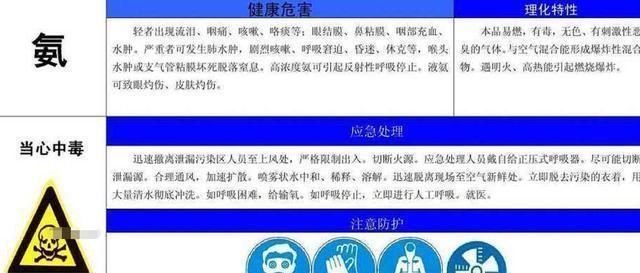 氨
健康危害
轻者出现流泪、咽痛、咳嗽、咯痰等；眼结膜、鼻粘膜、咽部充血、
水肿。严重者可发生肺水肿，剧烈咳嗽、呼吸窘迫、昏迷、休克等，喉头
水肿或支气管粘膜坏死脱落窒息。高浓度氨可引起反射性呼吸停止。液氨
可致眼灼伤、皮肤灼伤。
理化特性
本品易燃，有毒，无色、有刺激性恶
臭的气体。与空气混合能形成爆炸性混合
物。遇明火、高热能引起燃烧爆炸。
当心中毒
应急处理
迅速撤离泄漏污染区人员至上风处，严格限制出入。切断火源。应急处理人员戴自给正压式呼吸器。尽可能切断
泄漏源。合理通风，加速扩散。喷雾状水中和、稀释、溶解。迅速脱离现场至空气新鲜处。立即脱去污染的衣着，用
大量清水彻底冲洗。如呼吸困难，给输氧。如呼吸停止，立即进行人工呼吸。就医。
注意防护